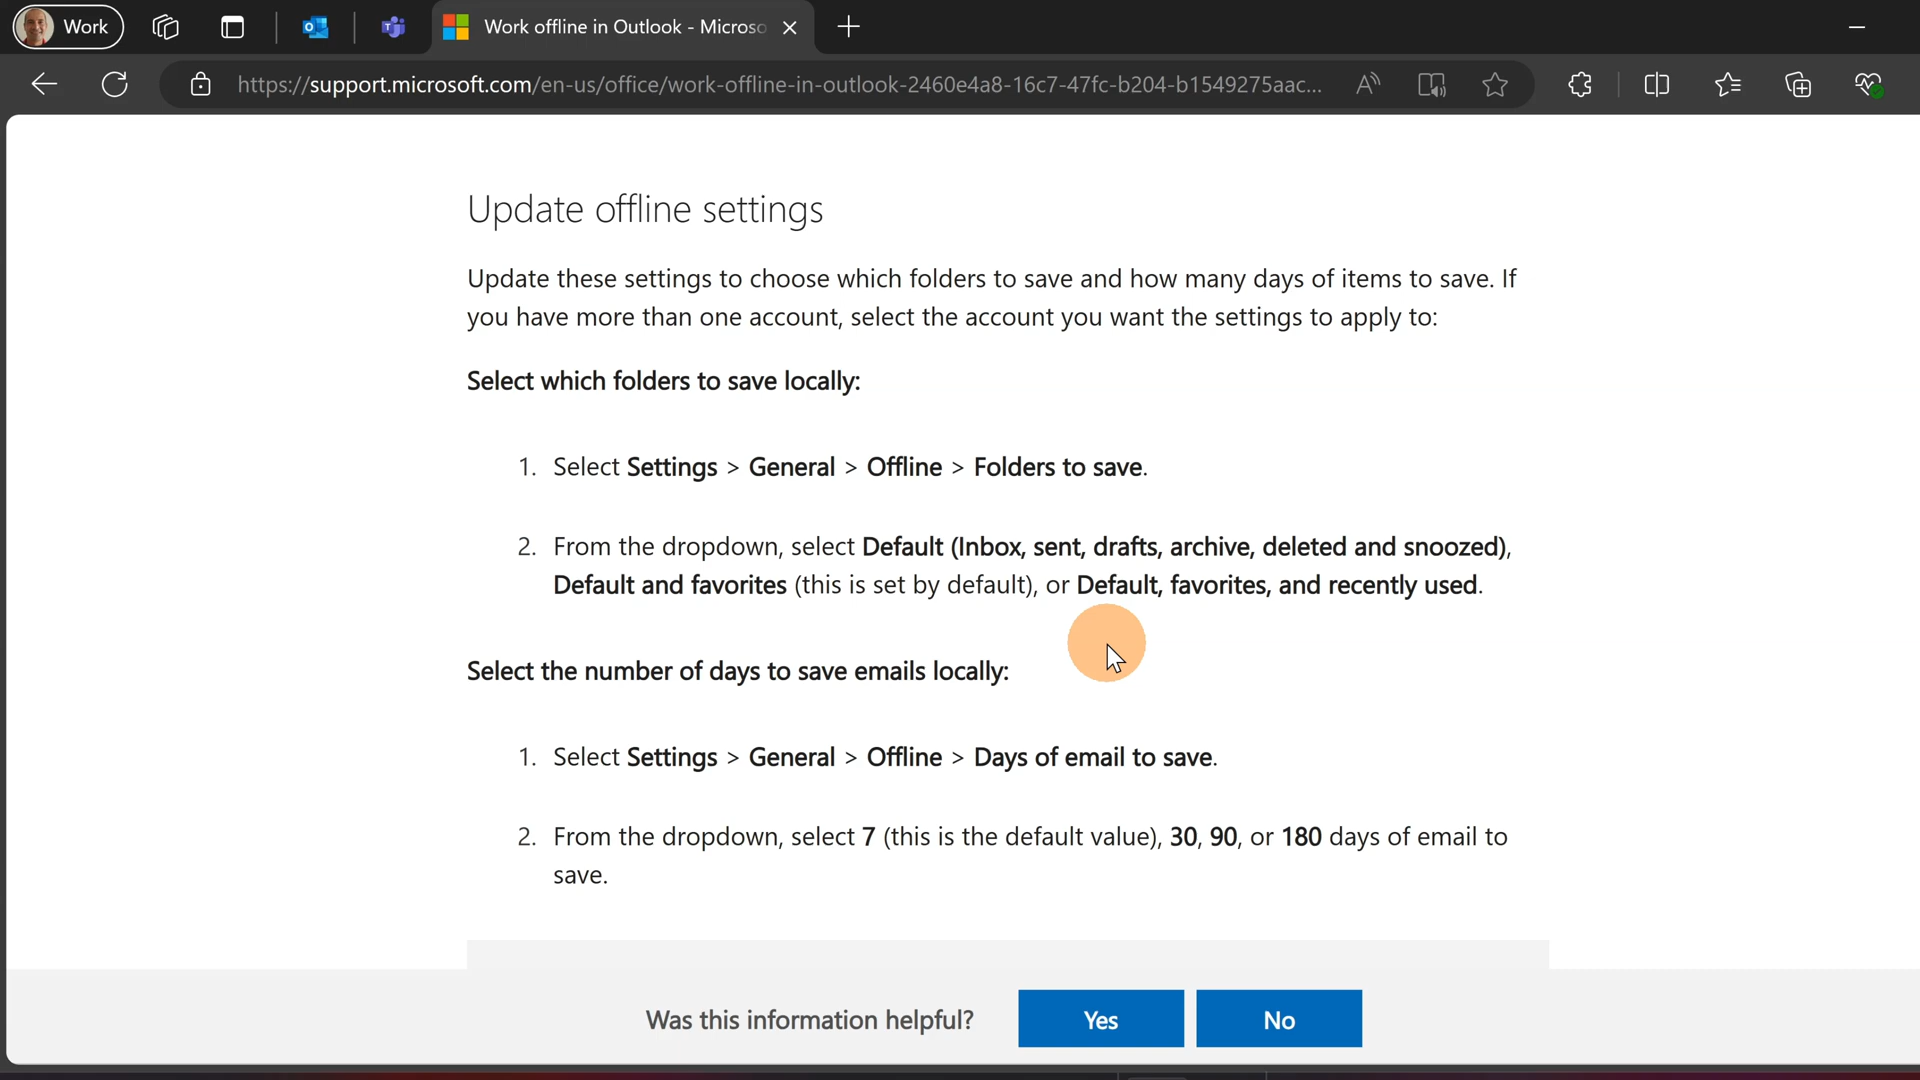 Work
Work offline in Outlook - Microso
https://support.microsoft.com/en-us/office/work-offline-in-outlook-2460e4a8-16c7-47fc-b204-b1549275aac...
Update offline settings
Update these settings to choose which folders to save and how many days of items to save. If
you have more than one account, select the account you want the settings to apply to:
Select which folders to save locally:
1. Select Settings > General > Offline > Folders to save.
2. From the dropdown, select Default (Inbox, sent, drafts, archive, deleted and snoozed),
Default and favorites (this is set by default), or Default, favorites, and recently used.
Select the number of days to save emails locally:
1. Select Settings > General > Offline > Days of email to save.
2. From the dropdown, select 7 (this is the default value), 30, 90, or 180 days of email to
save.
Was this information helpful?
Yes
No